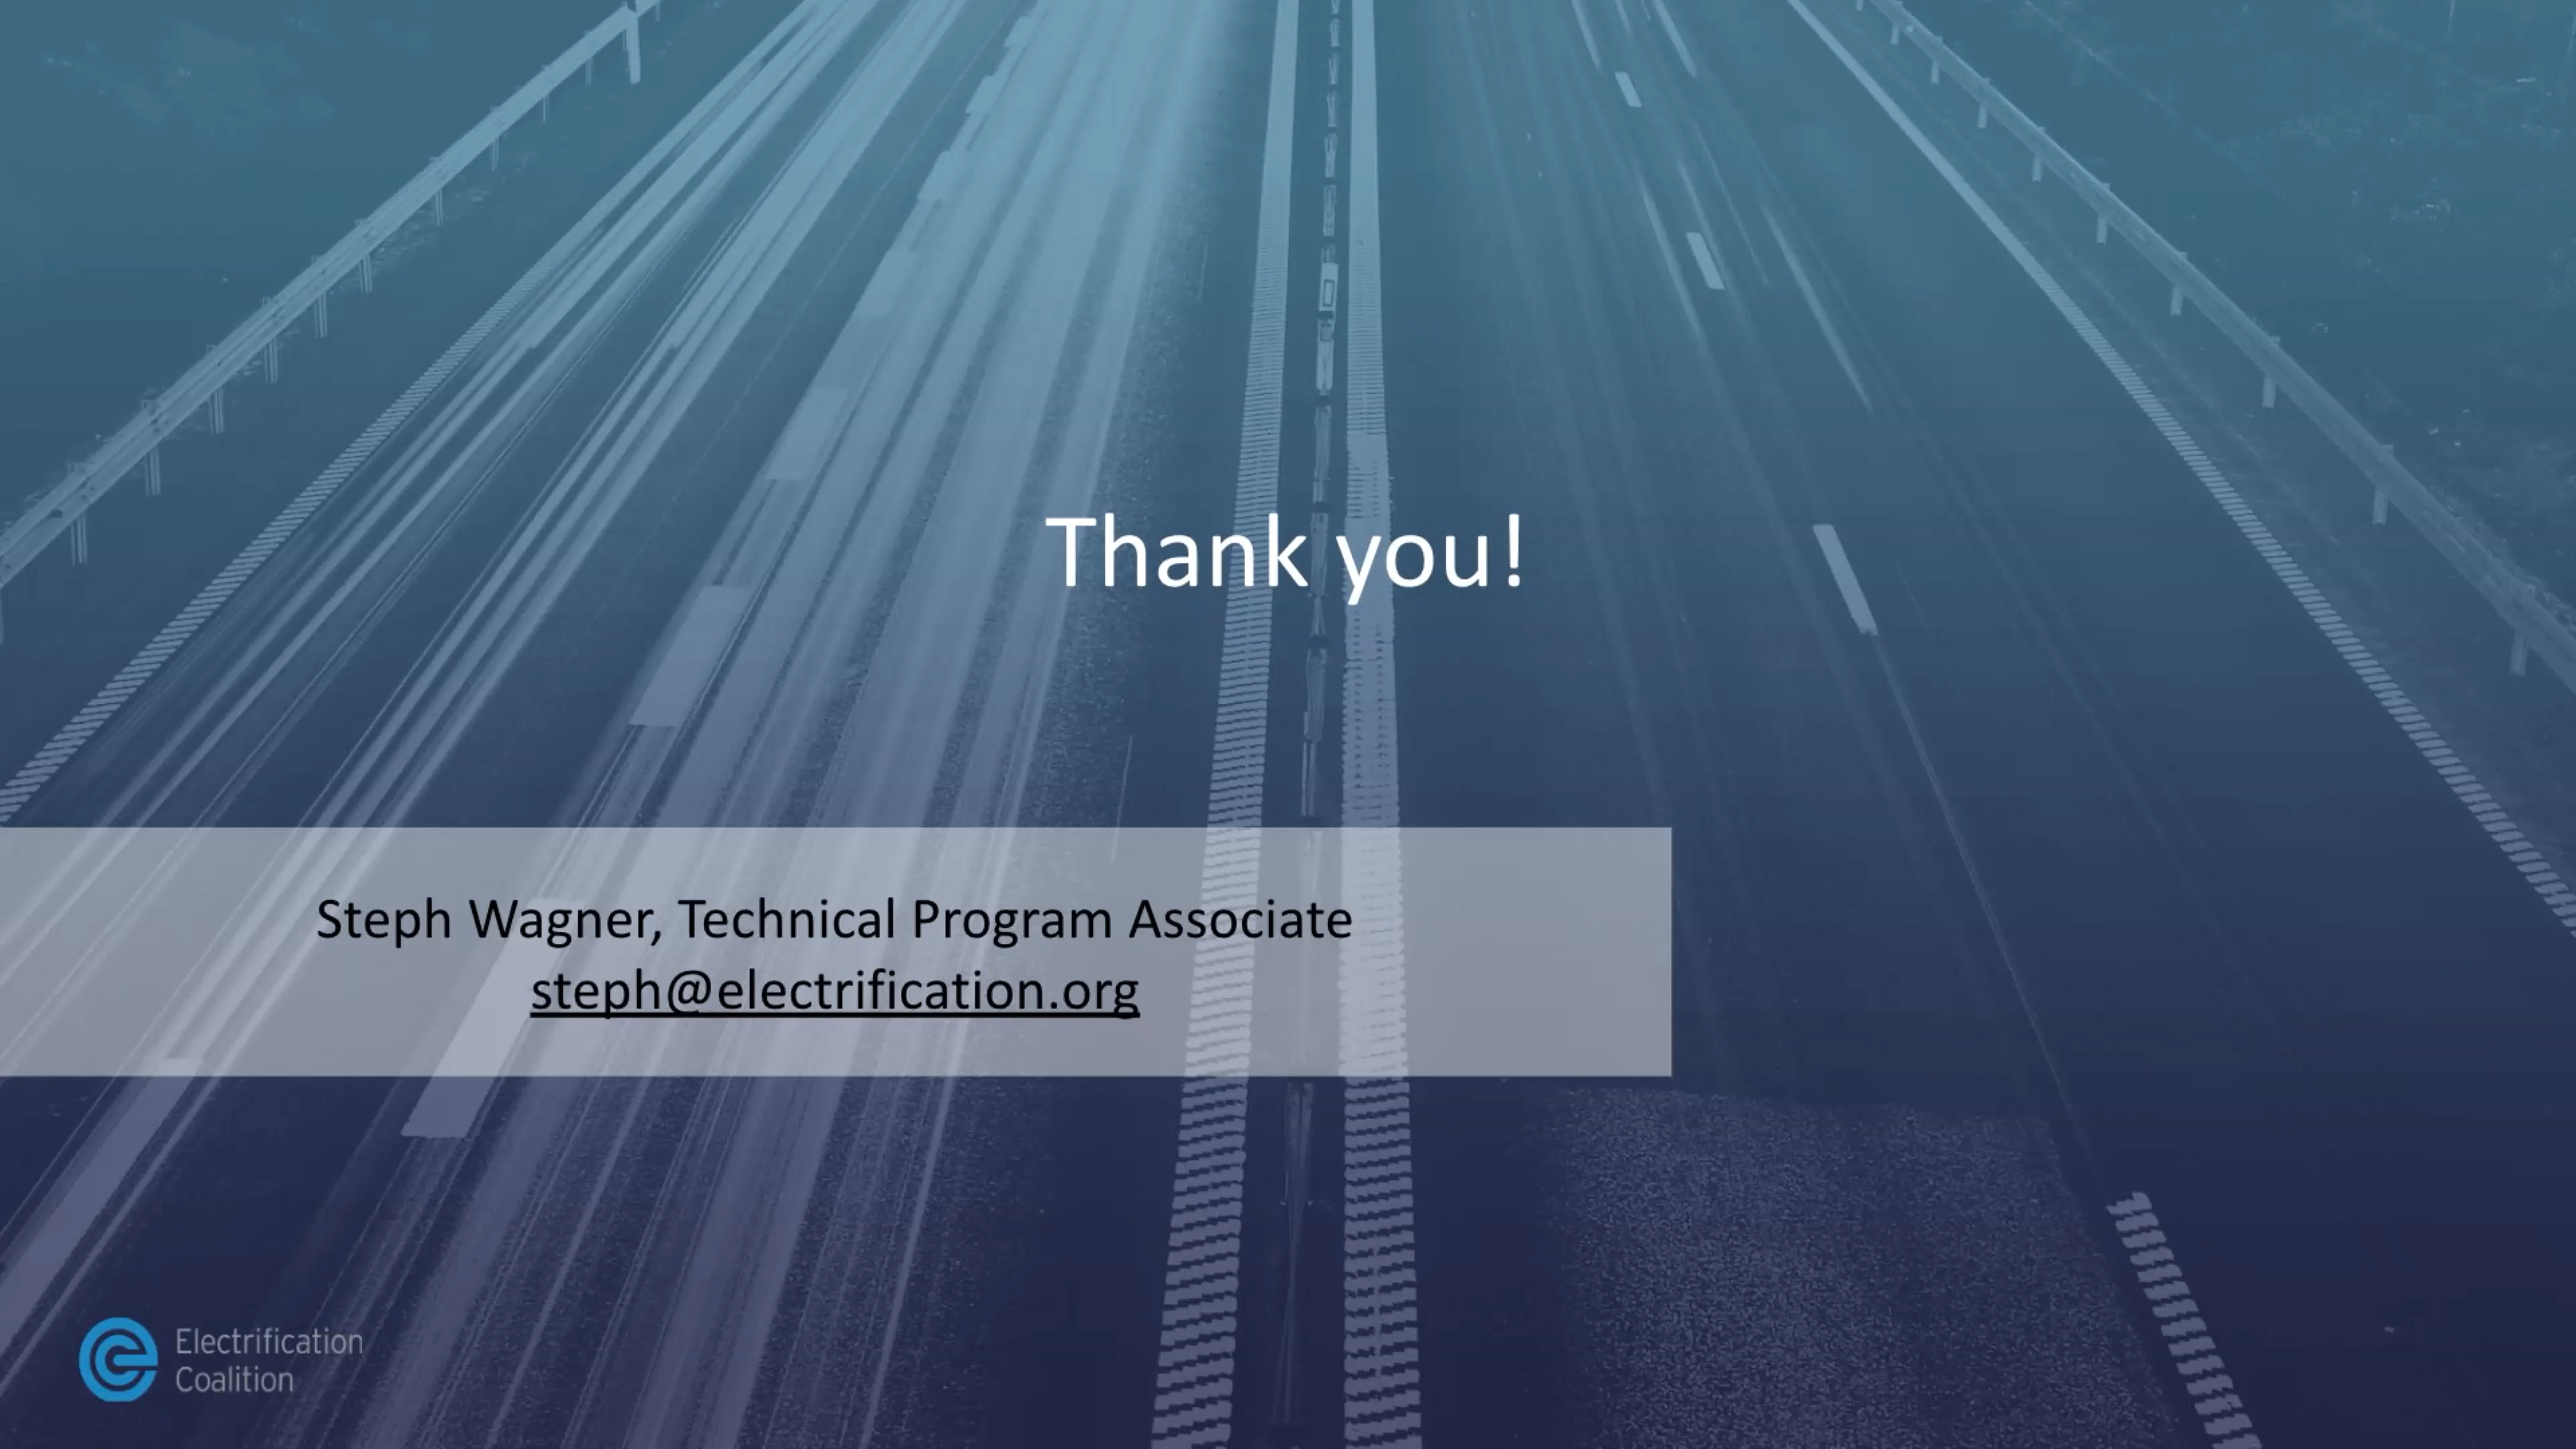 Thank you!
Steph Wagner, Technical Program Associate
steph@electrification.org
Electrification
Coalition